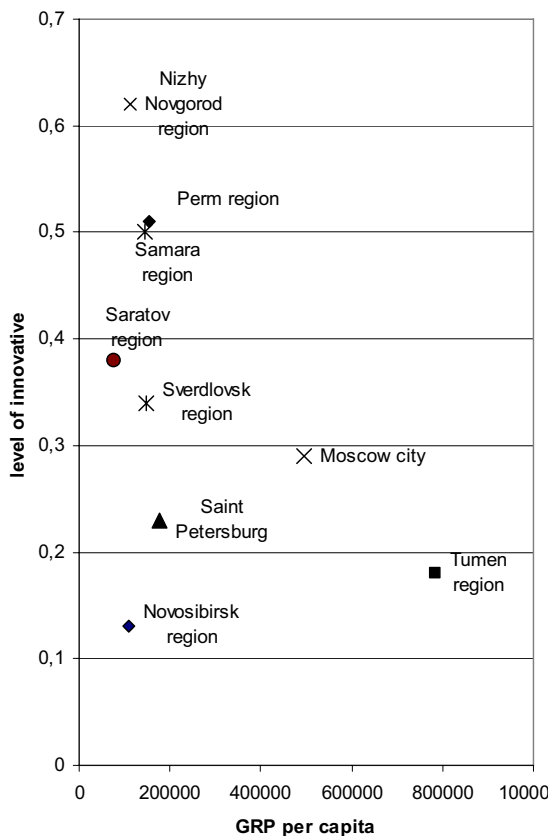 0,7
Nizhy
Novgorod
region
0,6
Perm region
0,5
Samara
region
Saratov
region
0,4
Sverdlovsk
region
0,3
Moscow city
Saint
Petersburg
0,2
Tumen
region
Novosibirsk
region
0,1
0
level of innovative
0 200000 400000 600000 800000 10000
GRP per capita